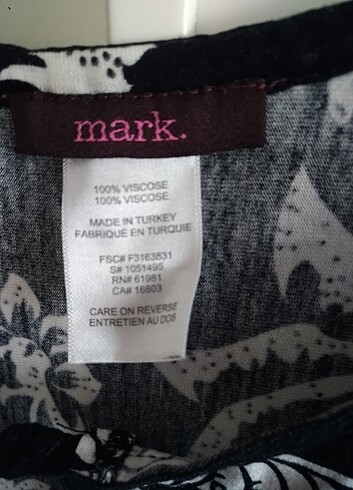 mark.
100% VISCOSE
100% VISCOSE
MADE IN TURKEY
FABRIQUÉ EN TURQUIE
FSC# F3163831
S# 1051495
RN# 61981
CA# 16803
CARE ON REVERSE
ENTRETIEN AU DOS